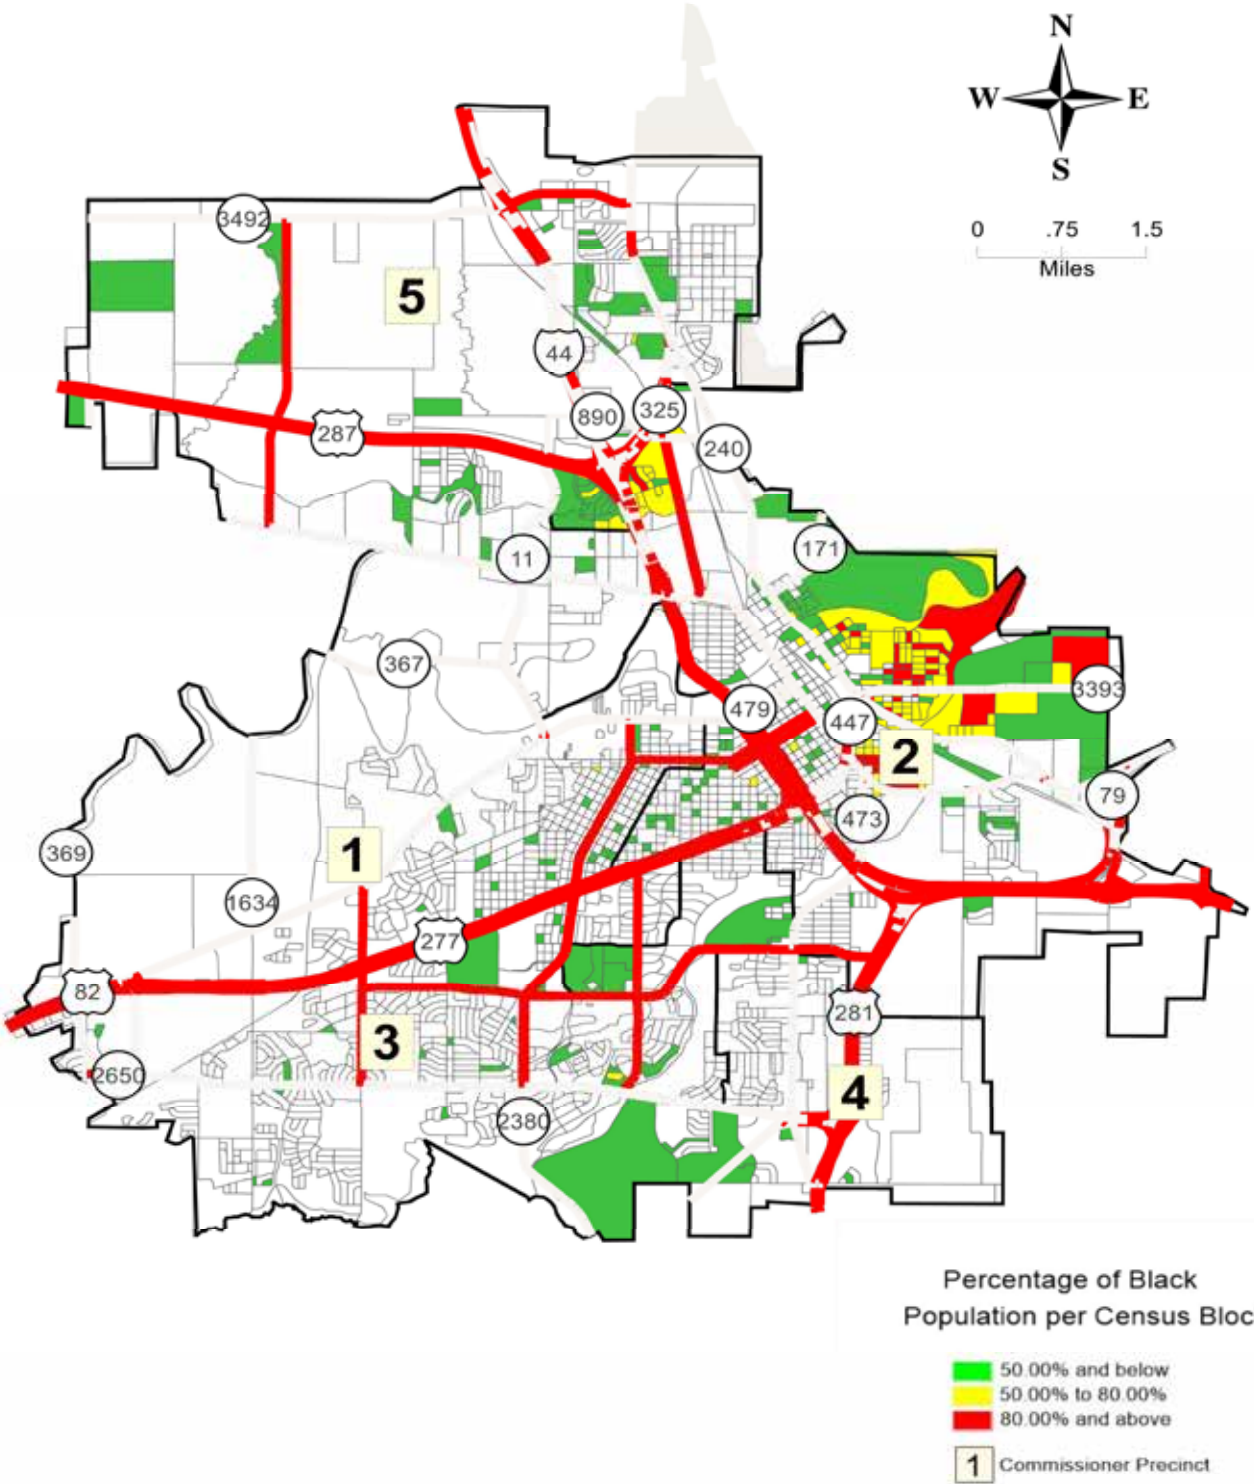 N
W E
S
0 .75 1.5
Miles
3492
5
44
890
325
287
240
11
171
367
3393
479
447
2
79
473
369
1
1634
277
82
281
3
2650
4
2380
Percentage of Black
Population per Census Bloc
50.00% and below
50.00% to 80.00%
80.00% and above
1 Commissioner Precinct